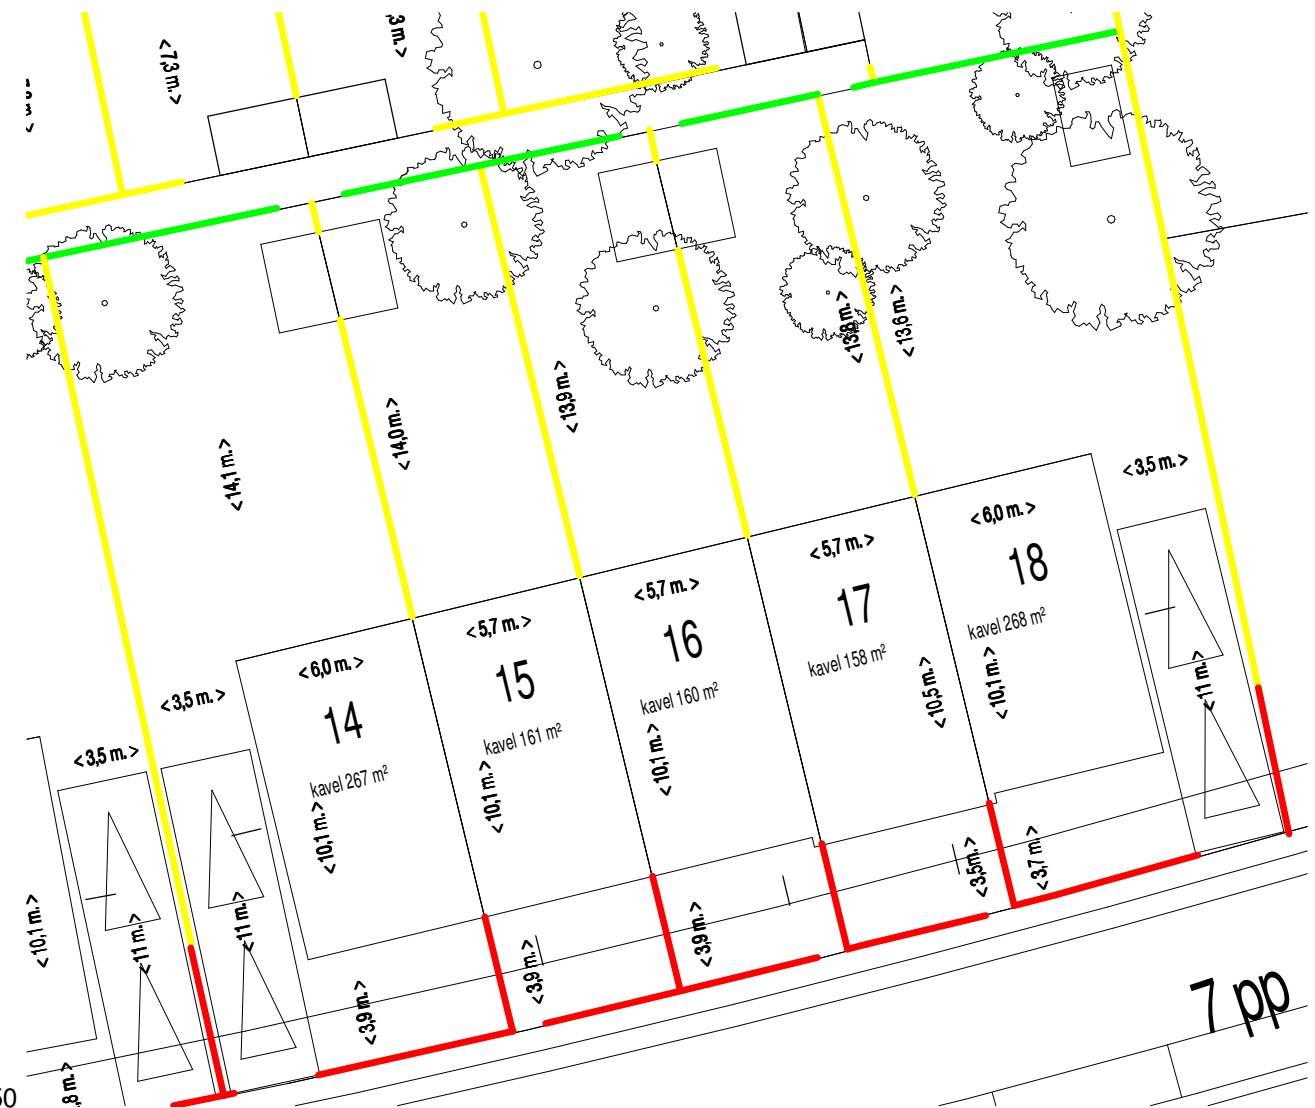 < 7,3 m. >
3 m. >
< 13,8 m. >
< 13,6 m. >
< 13,9 m. >
< 14,0 m. >
< 14,1 m. >
< 3,5 m. >
< 6,0 m. >
18
kavel 268 m²
< 5,7 m. >
17
kavel 158 m²
< 5,7 m. >
16
kavel 160 m²
< 5,7 m. >
15
kavel 161 m²
< 6,0 m. >
14
kavel 267 m²
< 3,5 m. >
< 3,5 m. >
< 10,1 m. >
< 11 m. >
< 11 m. >
< 10,1 m. >
< 10,1 m. >
< 10,1 m. >
< 10,5 m. >
< 10,1 m. >
< 11 m. >
< 3,9 m. >
< 3,9 m. >
< 3,9 m. >
< 3,5m. >
< 3,7 m. >
7 pp
8 m. >
50